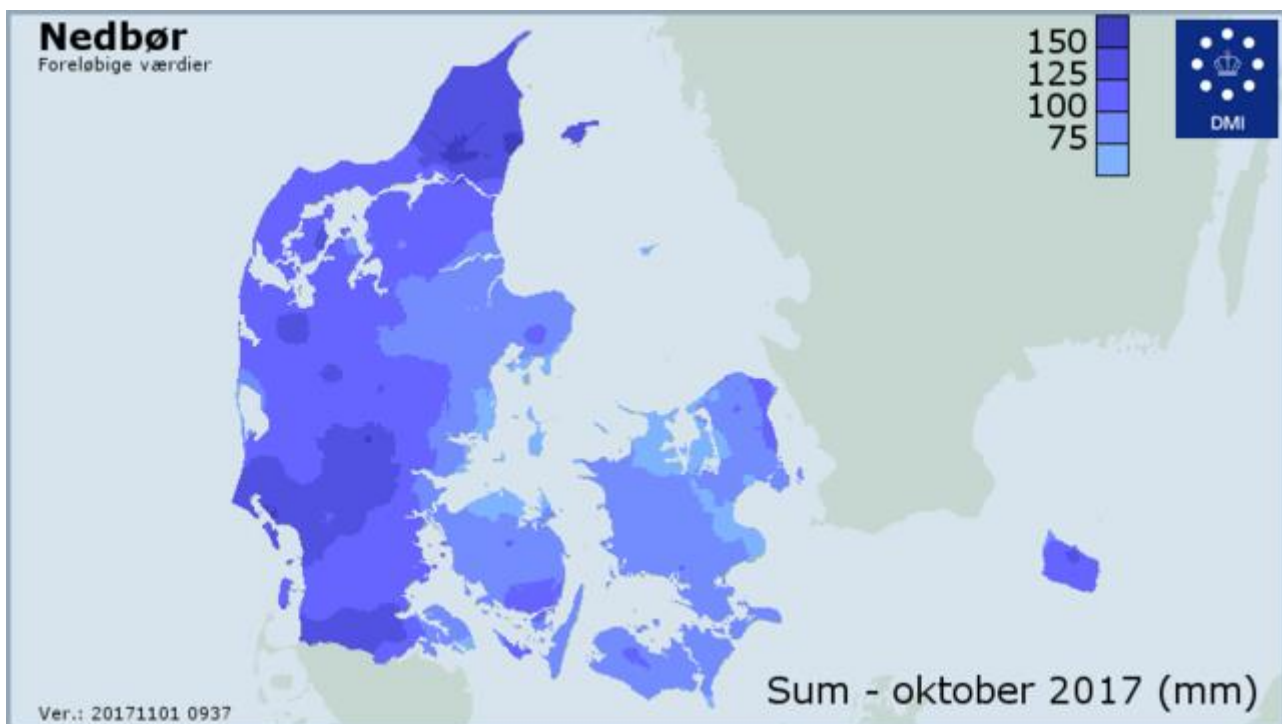 Nedbør
Foreløbige værdier
150
125
100
75
DMI
Sum - oktober 2017 (mm)
Ver.: 20171101 0937